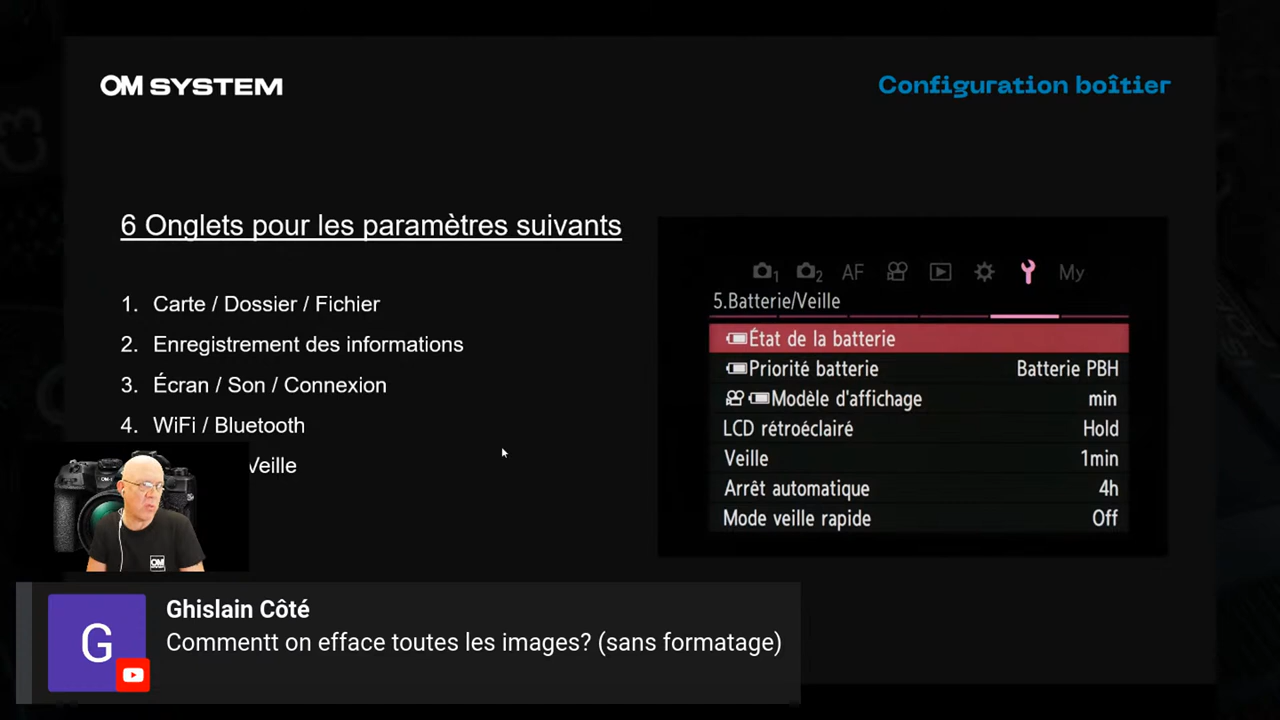 OM SYSTEM
Configuration boîtier
6 Onglets pour les paramètres suivants
1. Carte / Dossier / Fichier
2. Enregistrement des informations
3. Écran / Son / Connexion
4. WiFi / Bluetooth
Veille
1 2 AF My
5.Batterie/Veille
État de la batterie
Priorité batterie Batterie PBH
Modèle d'affichage min
LCD rétroéclairé Hold
Veille 1min
Arrêt automatique 4h
Mode veille rapide Off
OM
Ghislain Côté
G
Commentt on efface toutes les images? (sans formatage)